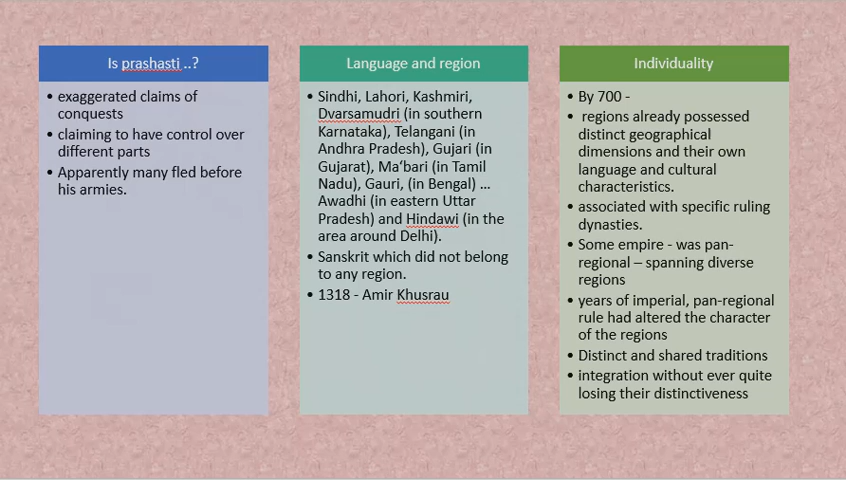 Is prashasti ..?
• exaggerated claims of
conquests
• claiming to have control over
different parts
• Apparently many fled before
his armies.
Language and region
• Sindhi, Lahori, Kashmiri,
Dvarsamudri (in southern
Karnataka), Telangani (in
Andhra Pradesh), Gujari (in
Gujarat), Ma‘bari (in Tamil
Nadu), Gauri, (in Bengal) ...
Awadhi (in eastern Uttar
Pradesh) and Hindawi (in the
area around Delhi).
• Sanskrit which did not belong
to any region.
• 1318 - Amir Khusrau
Individuality
• By 700 -
• regions already possessed
distinct geographical
dimensions and their own
language and cultural
characteristics.
• associated with specific ruling
dynasties.
• Some empire - was pan-
regional – spanning diverse
regions
• years of imperial, pan-regional
rule had altered the character
of the regions
• Distinct and shared traditions
• integration without ever quite
losing their distinctiveness